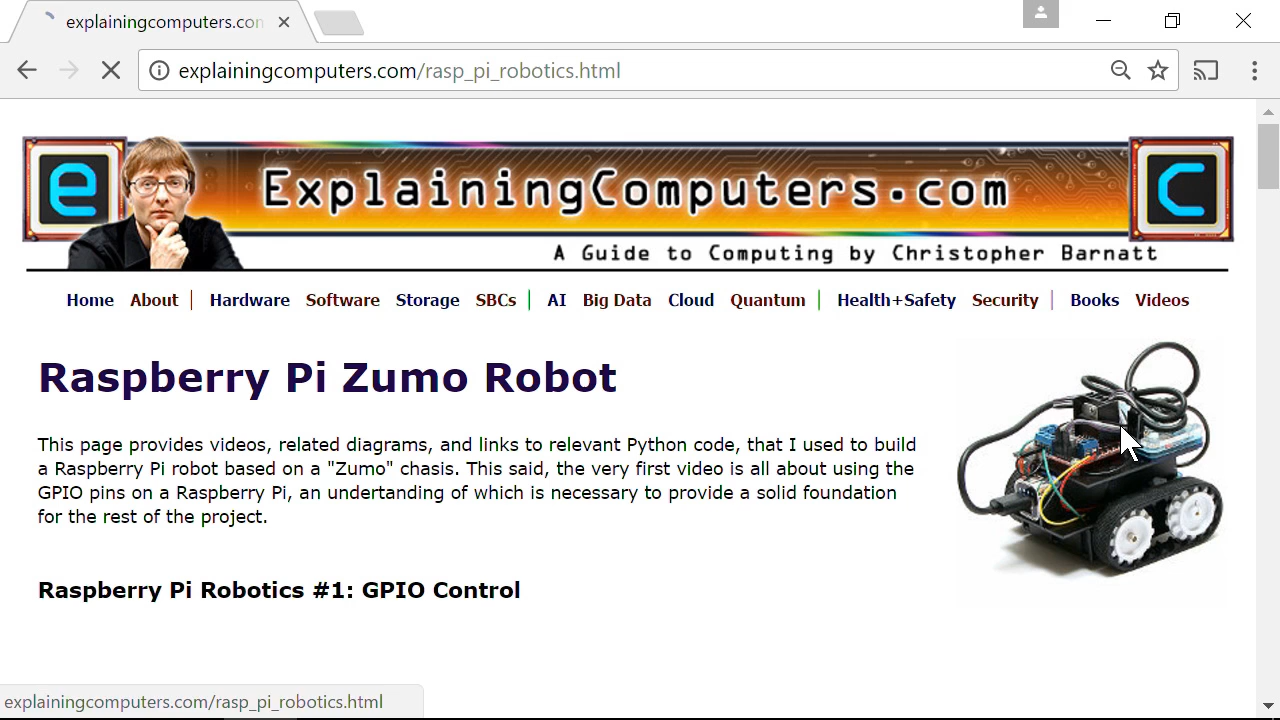 explainingcomputers.con
explainingcomputers.com/rasp_pi_robotics.html
e
ExplainingComputers.com
C
A Guide to Computing by Christopher Barnatt
Home About | Hardware Software Storage SBCs | AI Big Data Cloud Quantum | Health+Safety Security | Books Videos
Raspberry Pi Zumo Robot
This page provides videos, related diagrams, and links to relevant Python code, that I used to build
a Raspberry Pi robot based on a "Zumo" chasis. This said, the very first video is all about using the
GPIO pins on a Raspberry Pi, an undertanding of which is necessary to provide a solid foundation
for the rest of the project.
Raspberry Pi Robotics #1: GPIO Control
explainingcomputers.com/rasp_pi_robotics.html